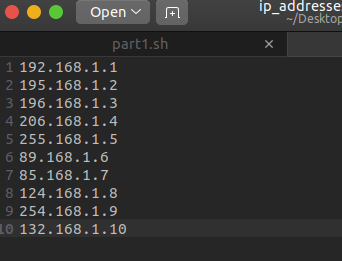 Open
ip_addresses
~/Desktop
part1.sh ×
1 192.168.1.1
2 195.168.1.2
3 196.168.1.3
4 206.168.1.4
5 255.168.1.5
6 89.168.1.6
7 85.168.1.7
8 124.168.1.8
9 254.168.1.9
10 132.168.1.10